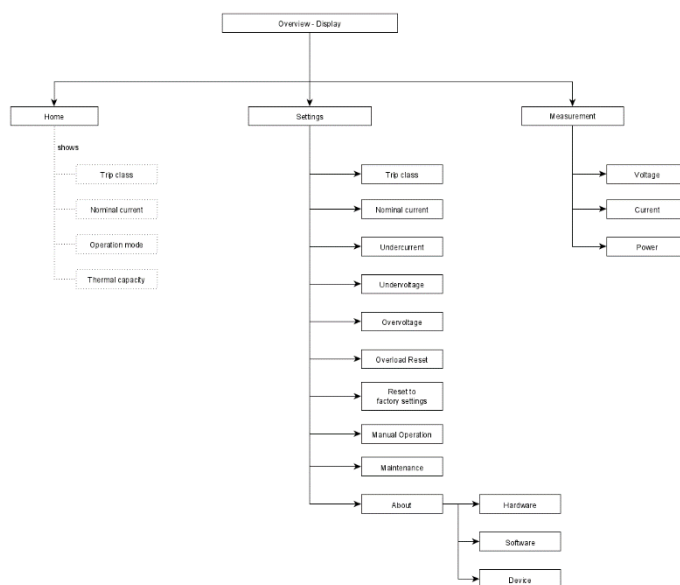 Overview - Display
Home
Settings
Measurement
shows
Trip class
Nominal current
Operation mode
Thermal capacity
Trip class
Nominal current
Undercurrent
Undervoltage
Overvoltage
Overload Reset
Reset to
factory settings
Manual Operation
Maintenance
About
Hardware
Software
Device
Voltage
Current
Power